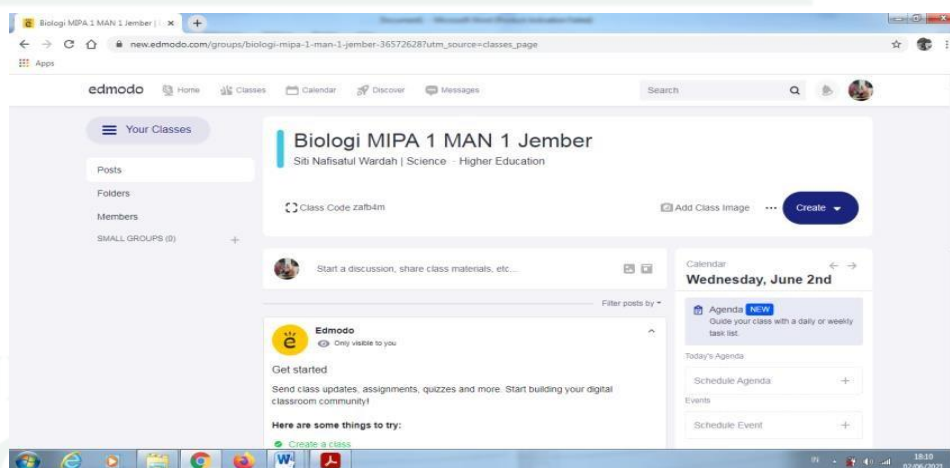 Biologi MIPA 1 MAN 1 Jember |
new.edmodo.com/groups/biologi-mipa-1-man-1-jember-36572628?utm_source=classes_page
Apps
edmodo Home Classes Calendar Discover Messages Search
Your Classes
Posts
Folders
Members
SMALL GROUPS (0)
Biologi MIPA 1 MAN 1 Jember
Siti Nafisatul Wardah | Science - Higher Education
Class Code zafb4m
Add Class Image
Create
Start a discussion, share class materials, etc...
Filter posts by
Edmodo
Only visible to you
Get started
Send class updates, assignments, quizzes and more. Start building your digital
classroom community!
Here are some things to try:
Create a class
Calendar
Wednesday, June 2nd
Agenda NEW
Guide your class with a daily or weekly
task list.
Today's Agenda
Schedule Agenda
Events
Schedule Event
IN
18:10
02/06/2021